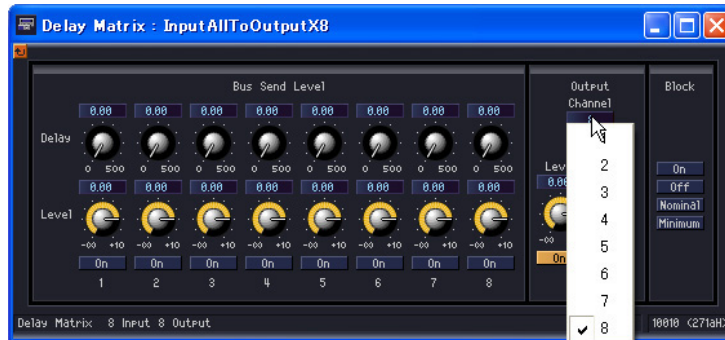 Delay Matrix : InputAllToOutputX8
Bus Send Level
Output
Channel
Block
0.00 0.00 0.00 0.00 0.00 0.00 0.00 0.00
Delay
0 500 0 500 0 500 0 500 0 500 0 500 0 500 0 500
0.00 0.00 0.00 0.00 0.00 0.00 0.00 0.00
Level
-∞ +10 -∞ +10 -∞ +10 -∞ +10 -∞ +10 -∞ +10 -∞ +10 -∞ +10
On On On On On On On On
1 2 3 4 5 6 7 8
-∞
On
2
3
4
5
6
7
✓ 8
On
Off
Nominal
Minimum
Delay Matrix 8 Input 8 Output
10010 (271aH)